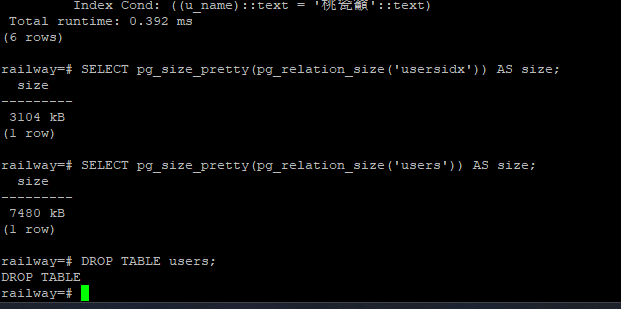 Index Cond: ((u_name)::text = '桃瓷籲'::text)
Total runtime: 0.392 ms
(6 rows)
railway=# SELECT pg_size_pretty(pg_relation_size('usersidx')) AS size;
size
---------
3104 kB
(1 row)
railway=# SELECT pg_size_pretty(pg_relation_size('users')) AS size;
size
---------
7480 kB
(1 row)
railway=# DROP TABLE users;
DROP TABLE
railway=#